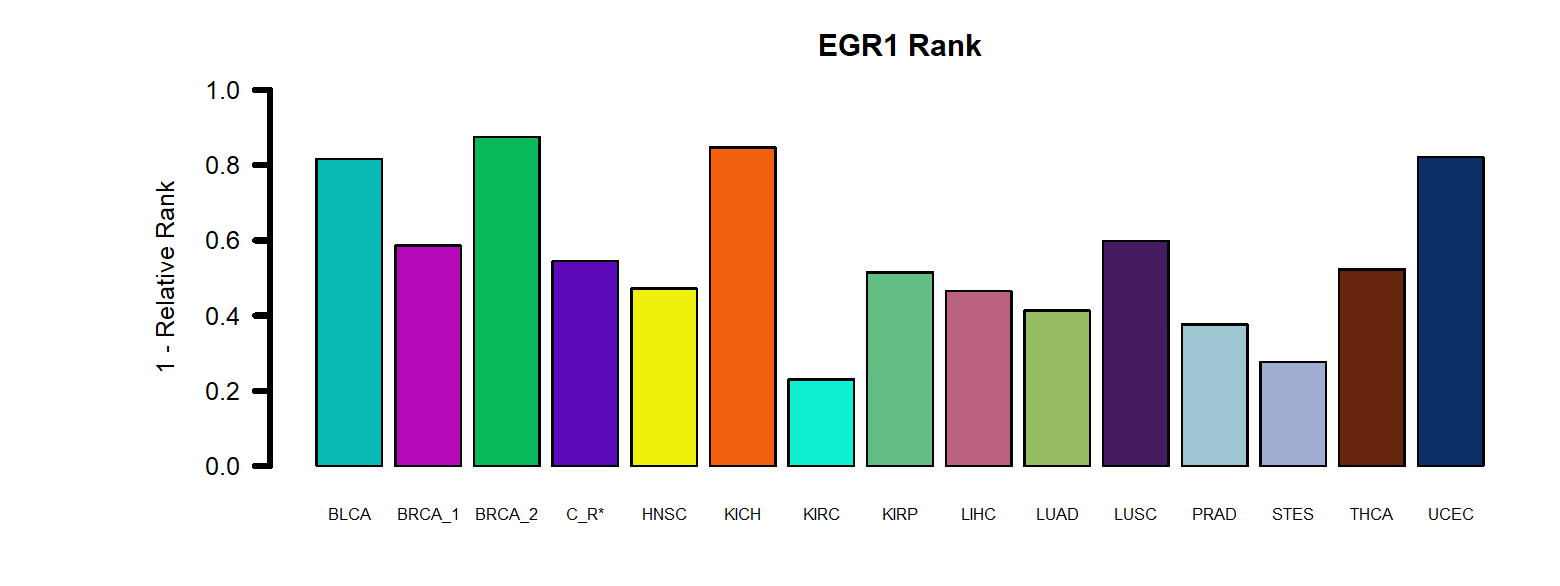 EGR1 Rank
1 - Relative Rank
1.0
0.8
0.6
0.4
0.2
0.0
BLCA BRCA_1 BRCA_2 C_R* HNSC KICH KIRC KIRP LIHC LUAD LUSC PRAD STES THCA UCEC